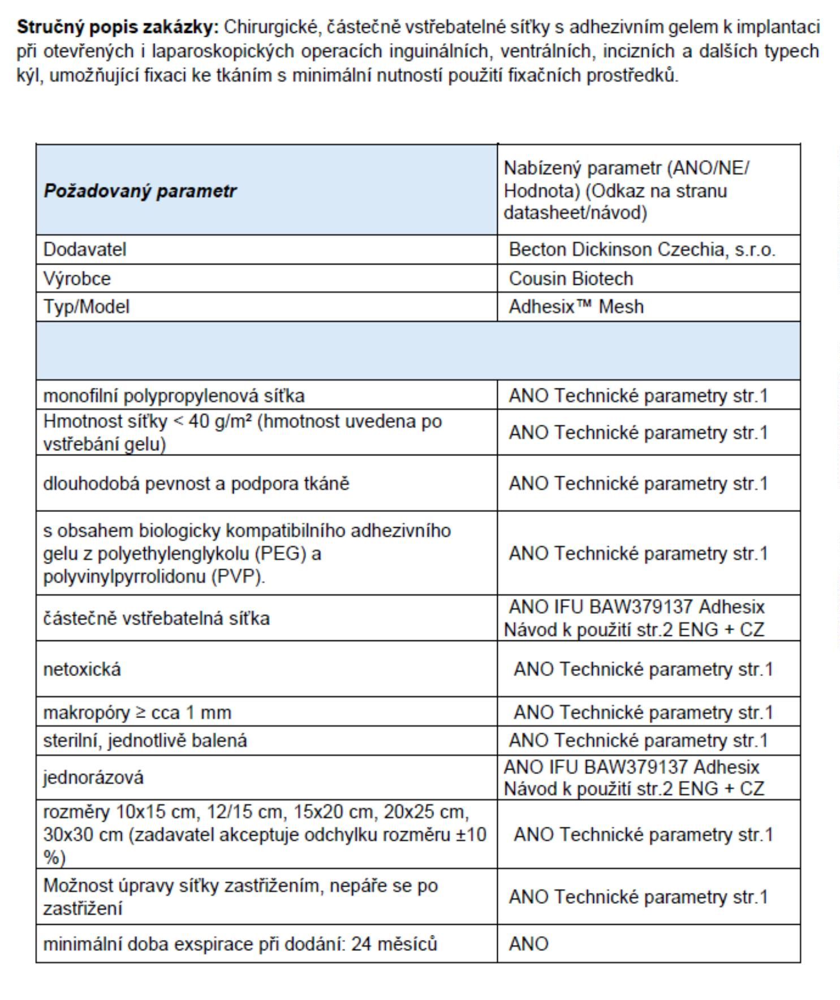 Stručný popis zakázky: Chirurgické, částečně vstřebatelné síťky s adhezivním gelem k implantaci
při otevřených i laparoskopických operacích inguinálních, ventrálních, incizních a dalších typech
kýl, umožňující fixaci ke tkáním s minimální nutností použití fixačních prostředků.
Požadovaný parametr
Nabízený parametr (ANO/NE/
Hodnota) (Odkaz na stranu
datasheet/návod)
Dodavatel
Becton Dickinson Czechia, s.r.o.
Výrobce
Cousin Biotech
Typ/Model
Adhesix™ Mesh
monofilní polypropylenová síťka
ANO Technické parametry str.1
Hmotnost síťky < 40 g/m² (hmotnost uvedena po
vstřebání gelu)
ANO Technické parametry str.1
dlouhodobá pevnost a podpora tkáně
ANO Technické parametry str.1
s obsahem biologicky kompatibilního adhezivního
gelu z polyethylenglykolu (PEG) a
polyvinylpyrrolidonu (PVP).
ANO Technické parametry str.1
částečně vstřebatelná síťka
ANO IFU BAW379137 Adhesix
Návod k použití str.2 ENG + CZ
netoxická
ANO Technické parametry str.1
makropóry ≥ cca 1 mm
ANO Technické parametry str.1
sterilní, jednotlivě balená
ANO Technické parametry str.1
jednorázová
ANO IFU BAW379137 Adhesix
Návod k použití str.2 ENG + CZ
rozměry 10x15 cm, 12/15 cm, 15x20 cm, 20x25 cm,
30x30 cm (zadavatel akceptuje odchylku rozměru ±10
%)
ANO Technické parametry str.1
Možnost úpravy síťky zastřižením, nepáře se po
zastřižení
ANO Technické parametry str.1
minimální doba exspirace při dodání: 24 měsíců
ANO